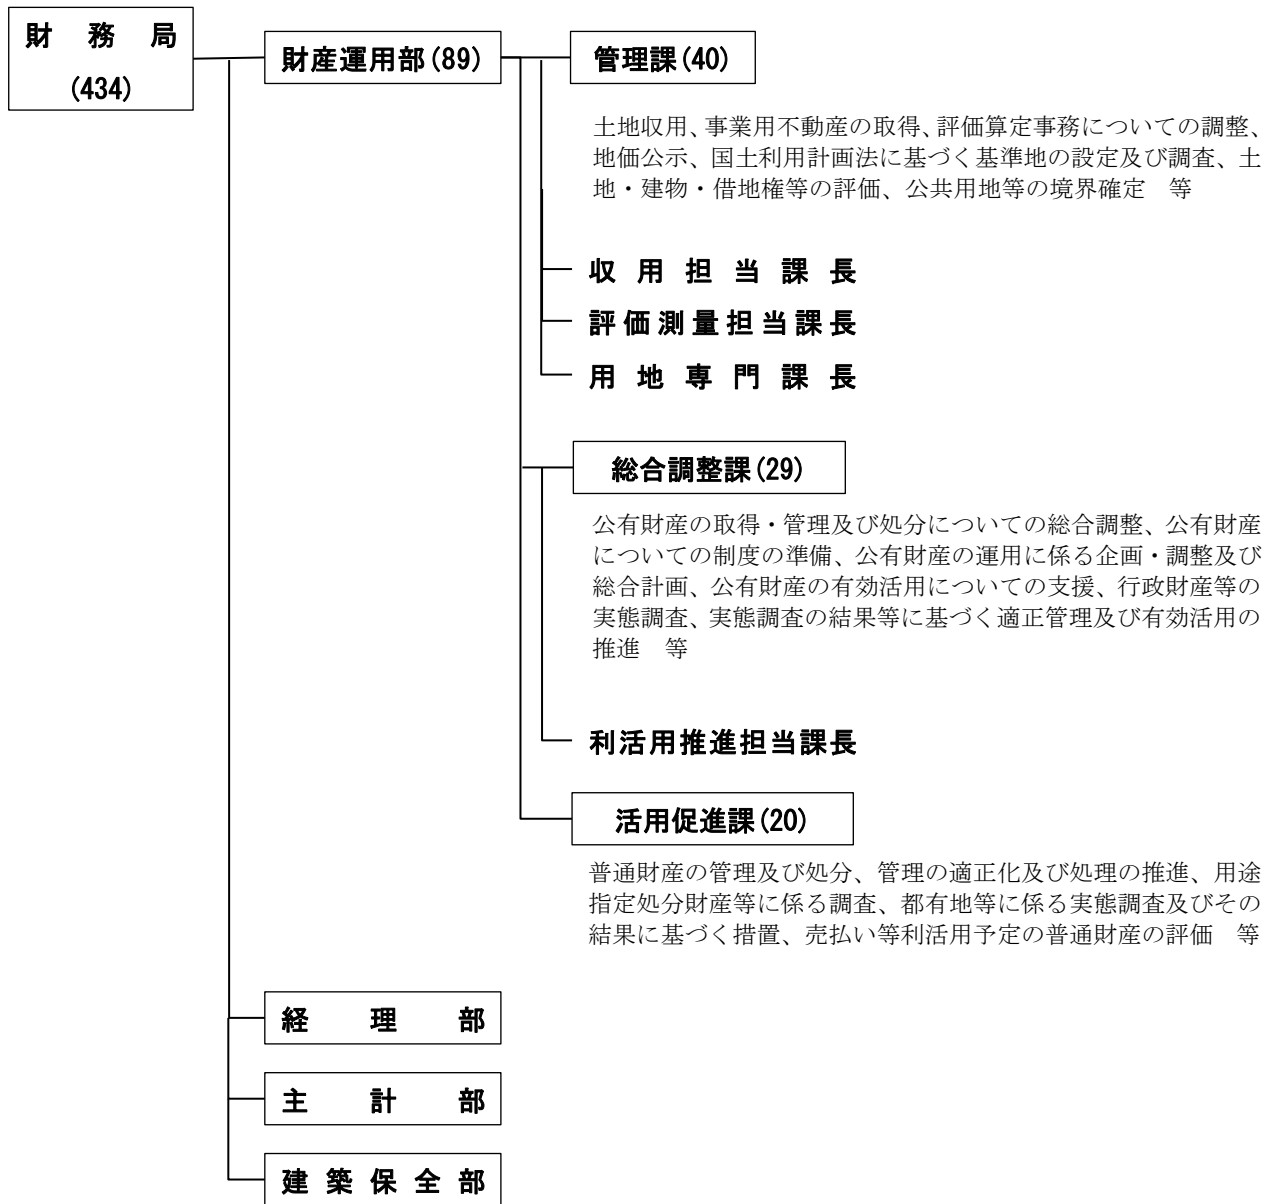 財務局
(434)
財産運用部(89)
管理課(40)
土地収用、事業用不動産の取得、評価算定事務についての調整、
地価公示、国土利用計画法に基づく基準地の設定及び調査、土
地・建物・借地権等の評価、公共用地等の境界確定　等
収用担当課長
評価測量担当課長
用地専門課長
総合調整課(29)
公有財産の取得・管理及び処分についての総合調整、公有財産
についての制度の準備、公有財産の運用に係る企画・調整及び
総合計画、公有財産の有効活用についての支援、行政財産等の
実態調査、実態調査の結果等に基づく適正管理及び有効活用の
推進　等
利活用推進担当課長
活用促進課(20)
普通財産の管理及び処分、管理の適正化及び処理の推進、用途
指定処分財産等に係る調査、都有地等に係る実態調査及びその
結果に基づく措置、売払い等利活用予定の普通財産の評価　等
経理部
主計部
建築保全部